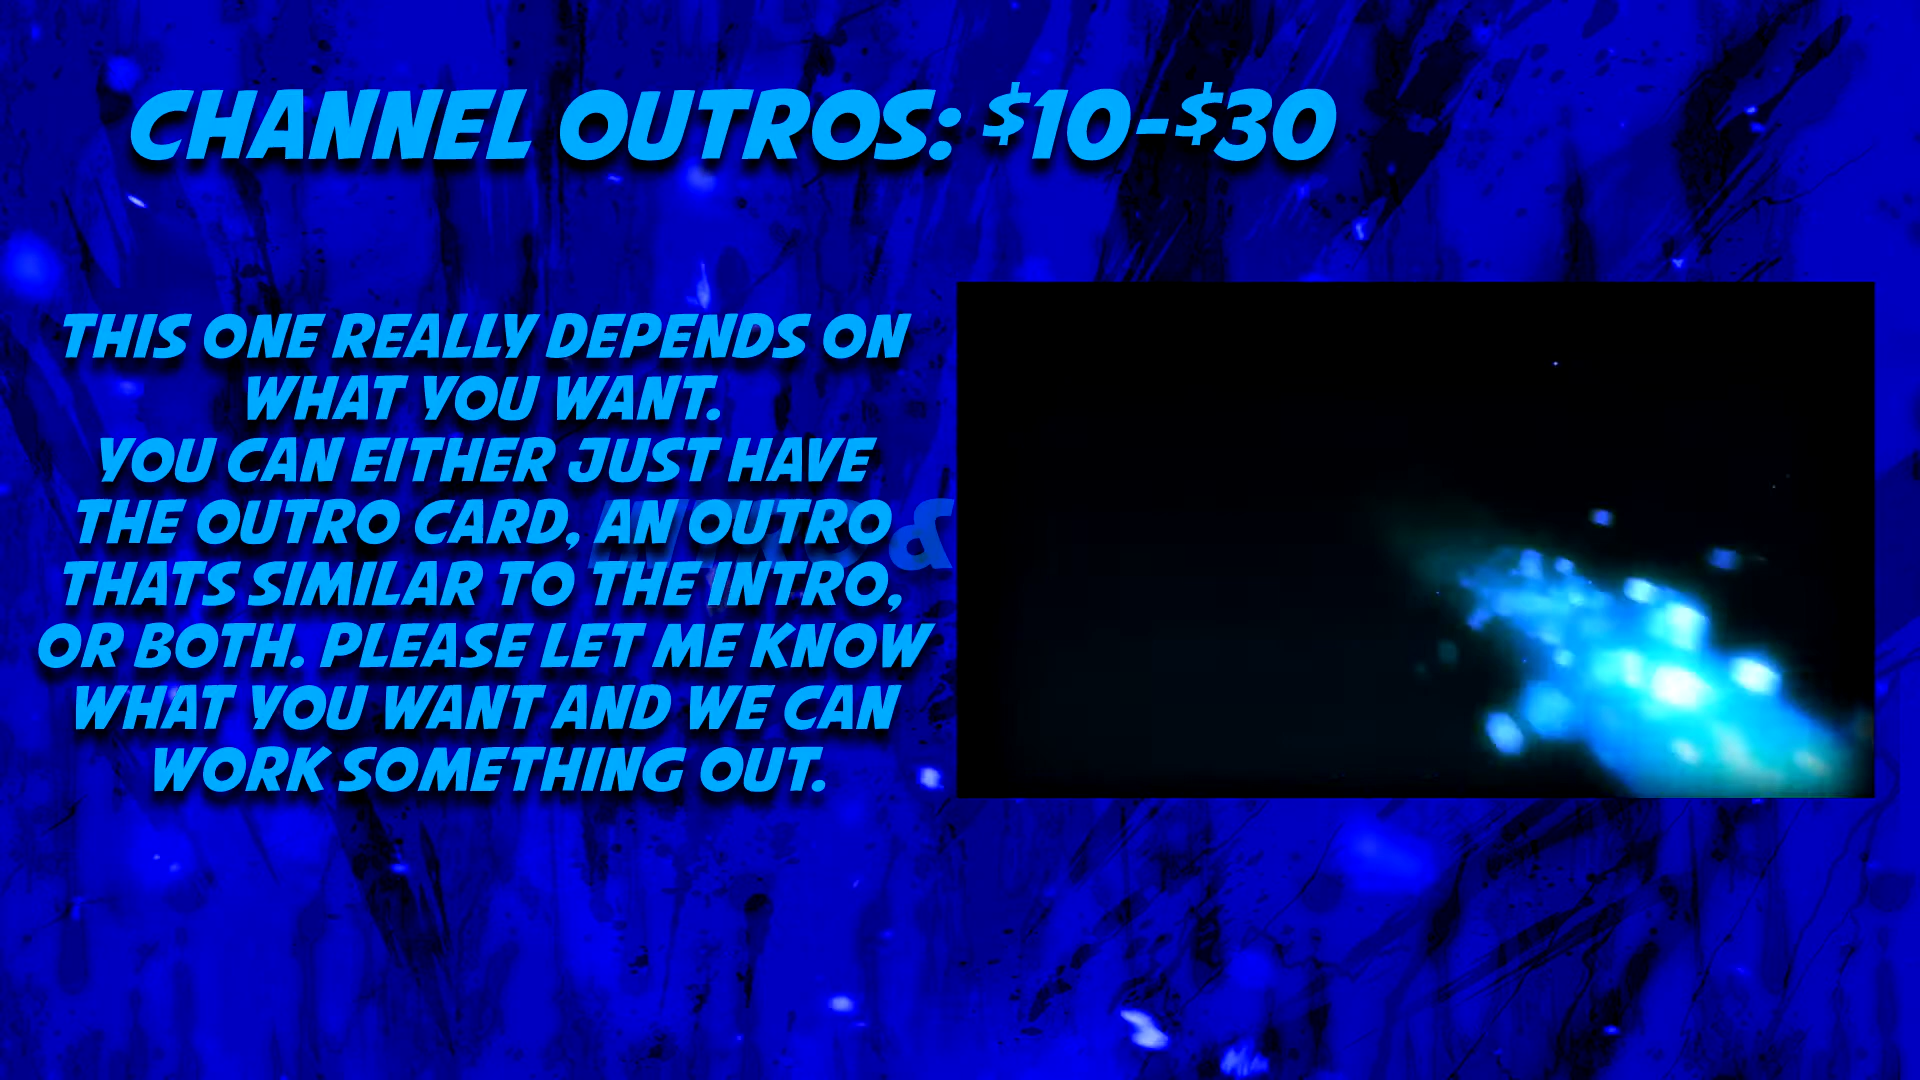 CHANNEL OUTROS: $10-$30
THIS ONE REALLY DEPENDS ON
WHAT YOU WANT.
YOU CAN EITHER JUST HAVE
THE OUTRO CARD, AN OUTRO
THATS SIMILAR TO THE INTRO,
OR BOTH. PLEASE LET ME KNOW
WHAT YOU WANT AND WE CAN
WORK SOMETHING OUT.
INTRO &